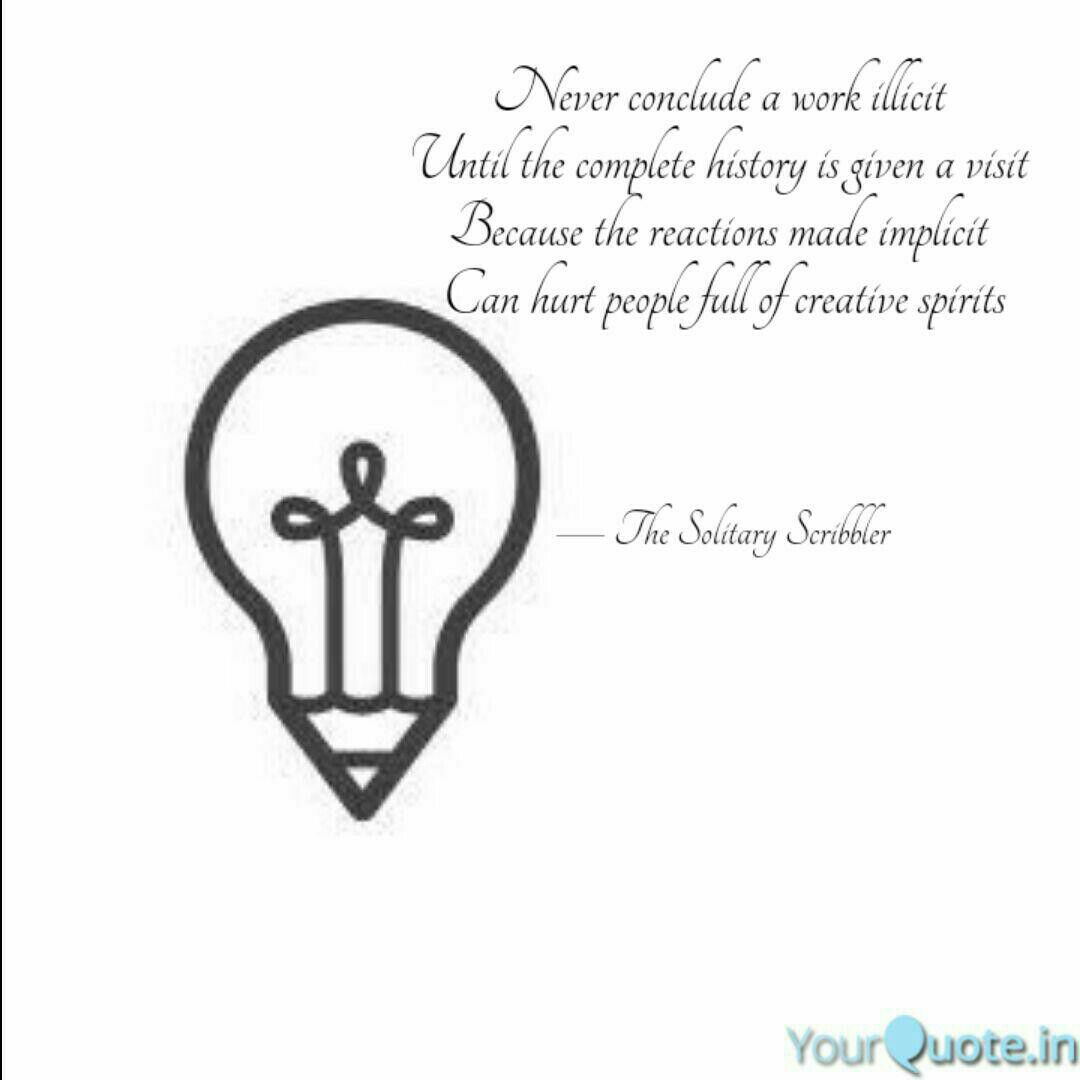 Never conclude a work illicit
Until the complete history is given a visit
Because the reactions made implicit
Can hurt people full of creative spirits
— The Solitary Scribbler
YourQuote.in